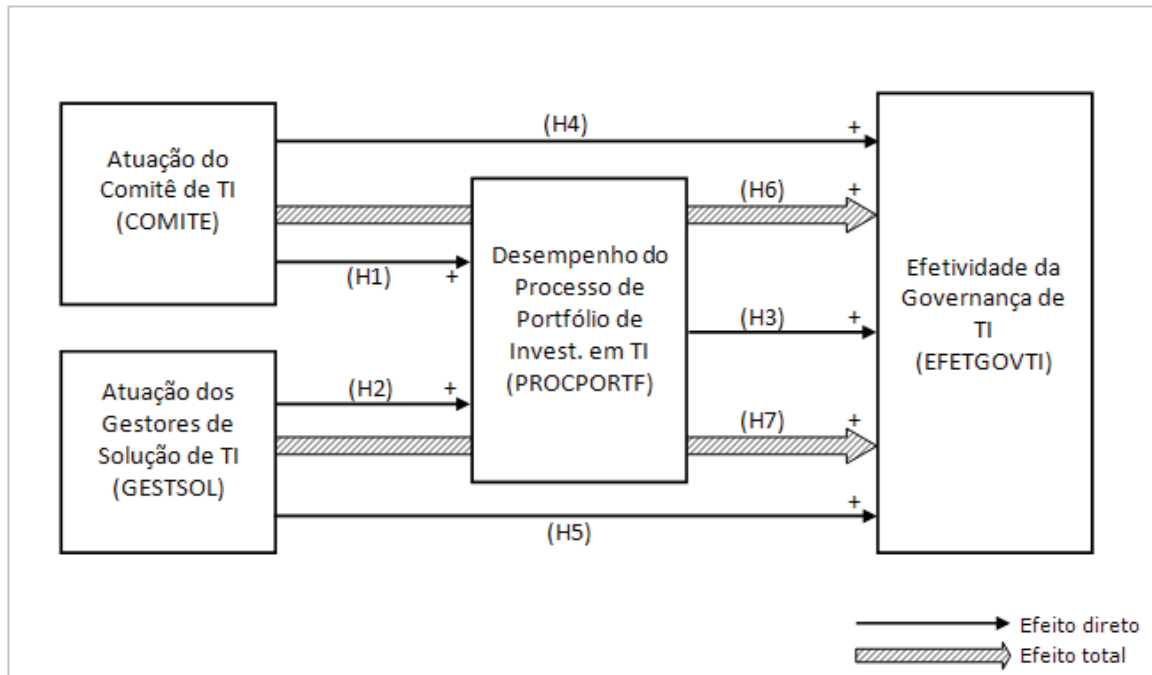 Atuação do
Comitê de TI
(COMITE)
(H4)
+
(H6)
+
(H1)
+
Desempenho do
Processo de
Portfólio de
Invest. em TI
(PROCPORTF)
(H3)
+
Efetividade da
Governança de
TI
(EFETGOVTI)
Atuação dos
Gestores de
Solução de TI
(GESTSOL)
(H2)
+
(H7)
+
(H5)
+
Efeito direto
Efeito total